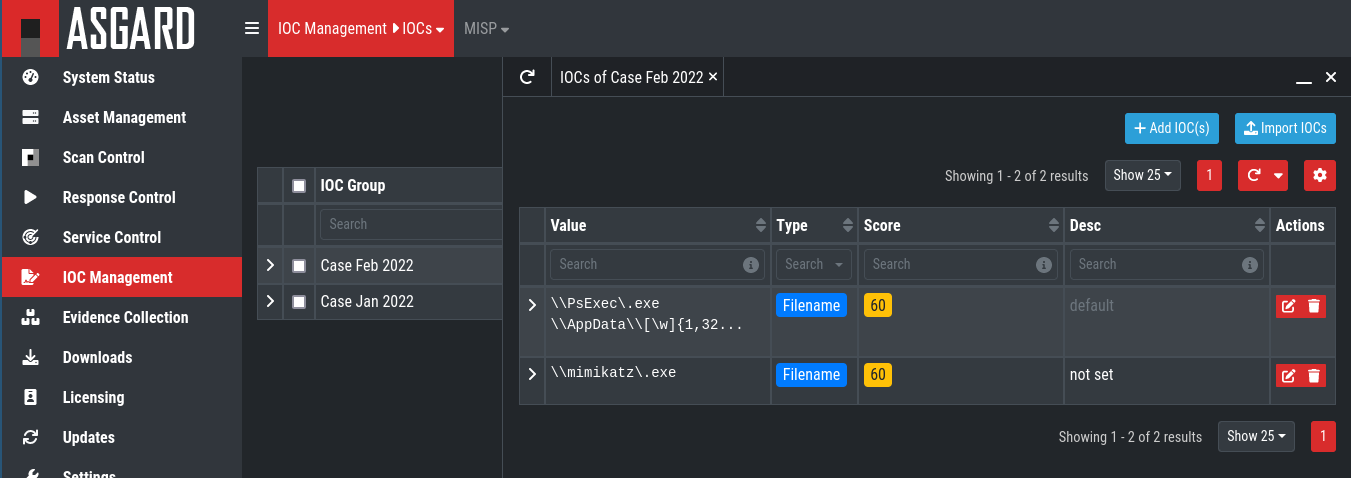 ASGARD
IOC Management IOCs
MISP
System Status
Asset Management
Scan Control
Response Control
Service Control
IOC Management
Evidence Collection
Downloads
Licensing
Updates
Settings
IOC Group
Search
Case Feb 2022
Case Jan 2022
IOCs of Case Feb 2022
Add IOC(s)
Import IOCs
Showing 1 - 2 of 2 results
Show 25
1
Value Type Score Desc Actions
Search Search Search Search
\\PsExec\.exe Filename 60 default
\\AppData\\[\w]{1,32...
\\mimikatz\.exe Filename 60 not set
Showing 1 - 2 of 2 results
Show 25
1